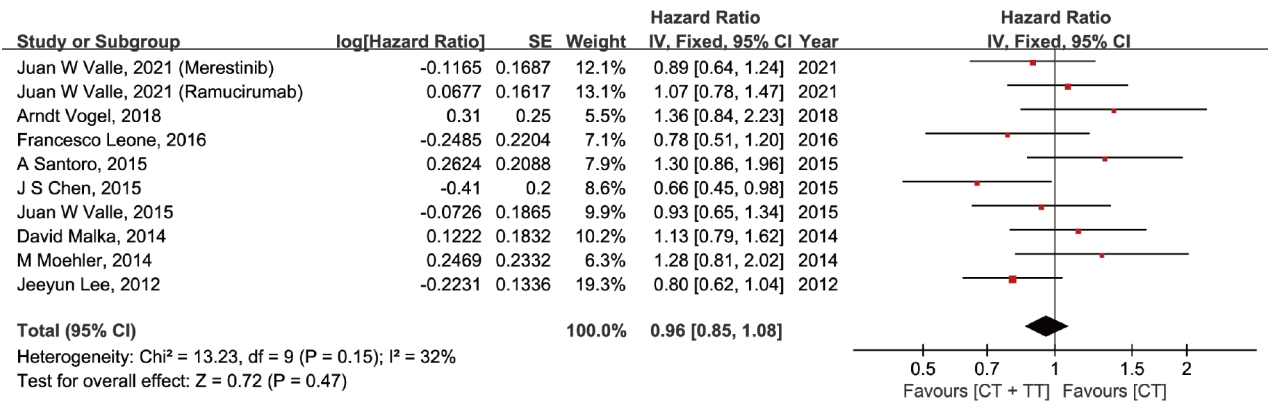 Hazard Ratio Hazard Ratio
Study or Subgroup log[Hazard Ratio] SE Weight IV, Fixed, 95% CI Year IV, Fixed, 95% CI
Juan W Valle, 2021 (Merestinib) -0.1165 0.1687 12.1% 0.89 [0.64, 1.24] 2021
Juan W Valle, 2021 (Ramucirumab) 0.0677 0.1617 13.1% 1.07 [0.78, 1.47] 2021
Arndt Vogel, 2018 0.31 0.25 5.5% 1.36 [0.84, 2.23] 2018
Francesco Leone, 2016 -0.2485 0.2204 7.1% 0.78 [0.51, 1.20] 2016
A Santoro, 2015 0.2624 0.2088 7.9% 1.30 [0.86, 1.96] 2015
J S Chen, 2015 -0.41 0.2 8.6% 0.66 [0.45, 0.98] 2015
Juan W Valle, 2015 -0.0726 0.1865 9.9% 0.93 [0.65, 1.34] 2015
David Malka, 2014 0.1222 0.1832 10.2% 1.13 [0.79, 1.62] 2014
M Moehler, 2014 0.2469 0.2332 6.3% 1.28 [0.81, 2.02] 2014
Jeeyun Lee, 2012 -0.2231 0.1336 19.3% 0.80 [0.62, 1.04] 2012
Total (95% CI) 100.0% 0.96 [0.85, 1.08]
Heterogeneity: Chi² = 13.23, df = 9 (P = 0.15); I² = 32%
Test for overall effect: Z = 0.72 (P = 0.47)
0.5 0.7 1 1.5 2
Favours [CT + TT] Favours [CT]